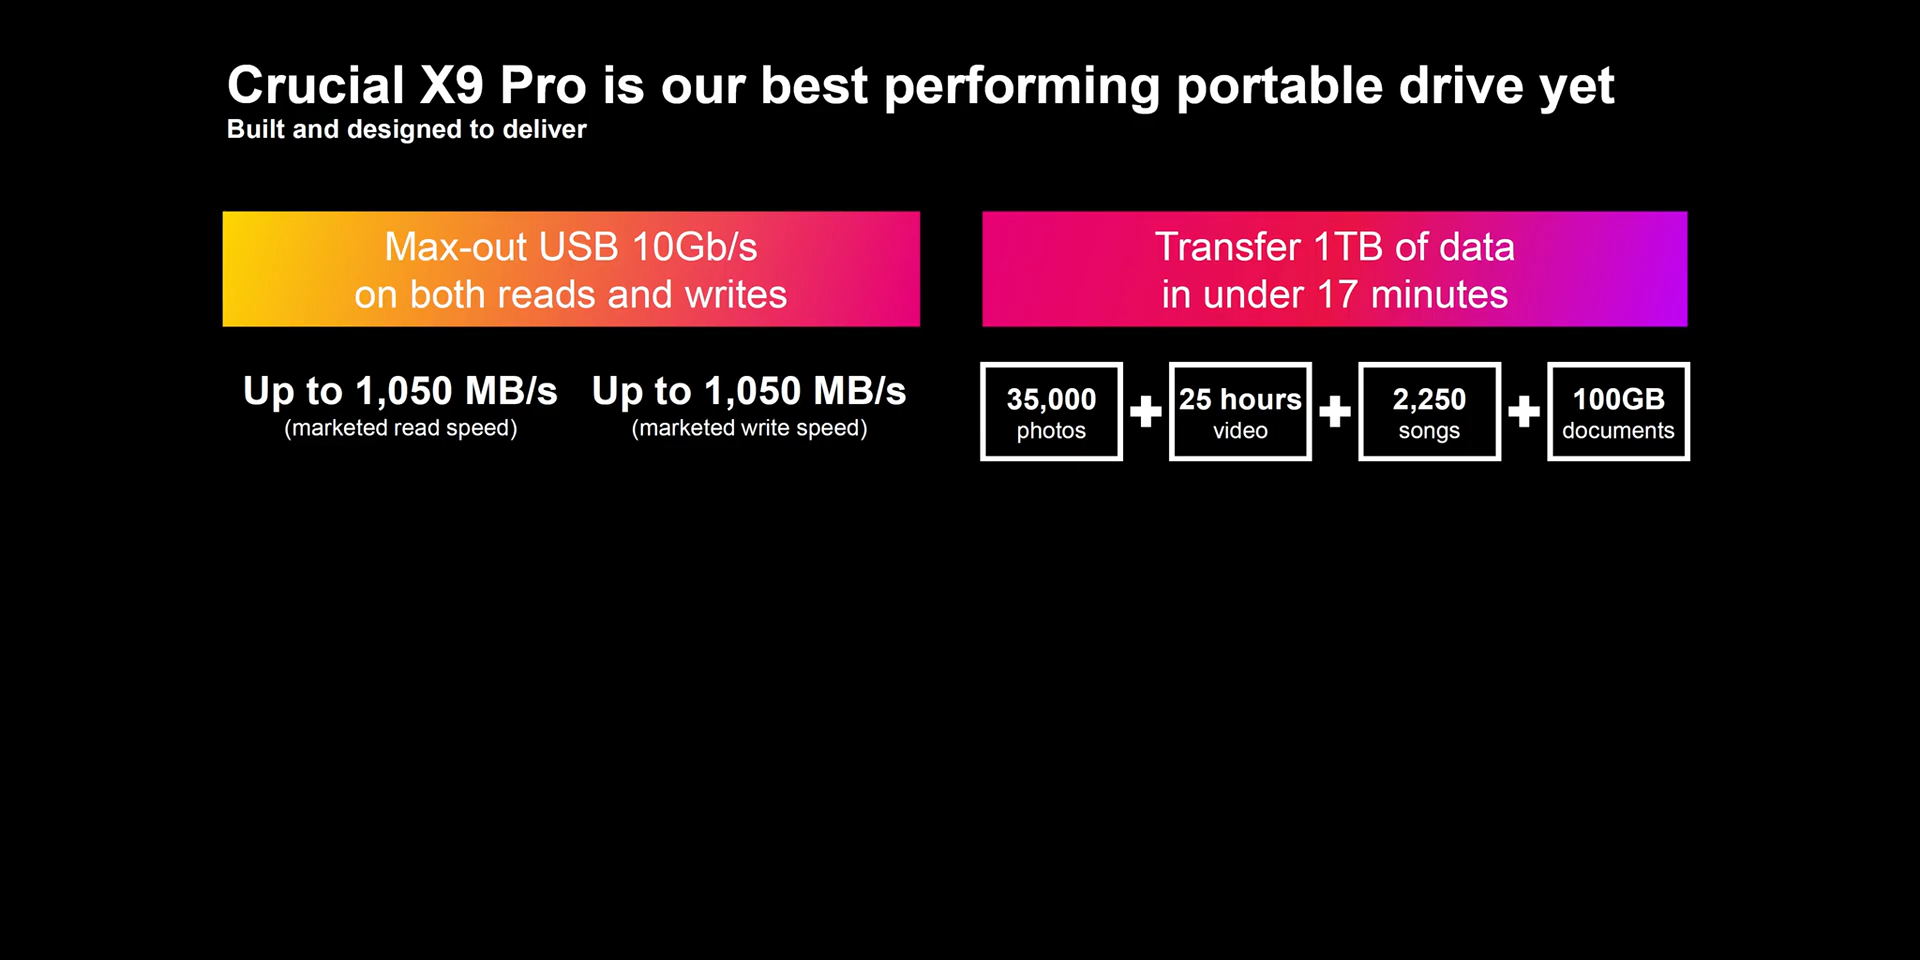 Crucial X9 Pro is our best performing portable drive yet
Built and designed to deliver
Max-out USB 10Gb/s
on both reads and writes
Up to 1,050 MB/s
(marketed read speed)
Up to 1,050 MB/s
(marketed write speed)
Transfer 1TB of data
in under 17 minutes
35,000
photos
+
25 hours
video
+
2,250
songs
+
100GB
documents